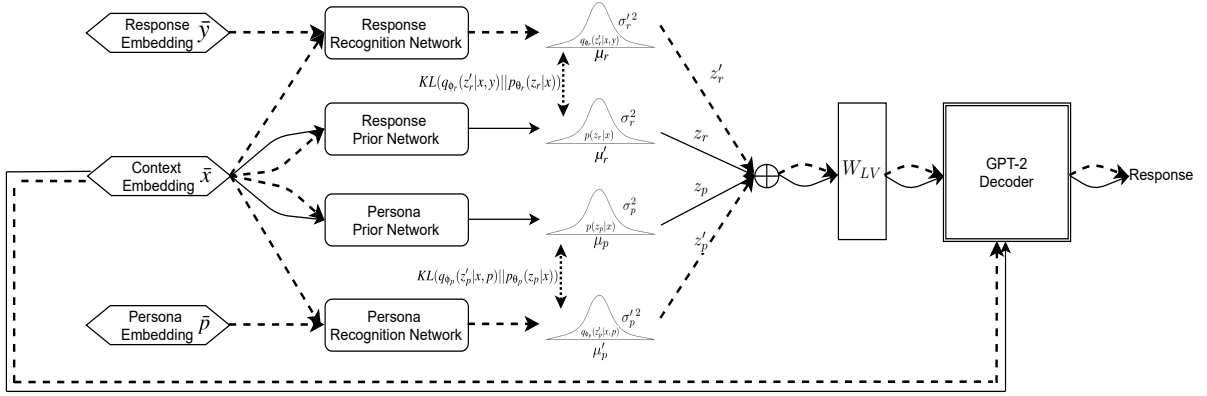 Response
Embedding ȳ
Response
Recognition Network
σ′r²
qϕr(z′r|x,y)
μr
z′r
KL(qϕr(z′r|x,y)||pθr(zr|x))
Response
Prior Network
σr²
p(zr|x)
μ′r
zr
Context
Embedding x̄
W_LV
GPT-2
Decoder
Response
Persona
Prior Network
σp²
p(zp|x)
μp
zp
z′p
KL(qϕp(z′p|x,p)||pθp(zp|x))
Persona
Embedding p̄
Persona
Recognition Network
σ′p²
qϕp(z′p|x,p)
μ′p